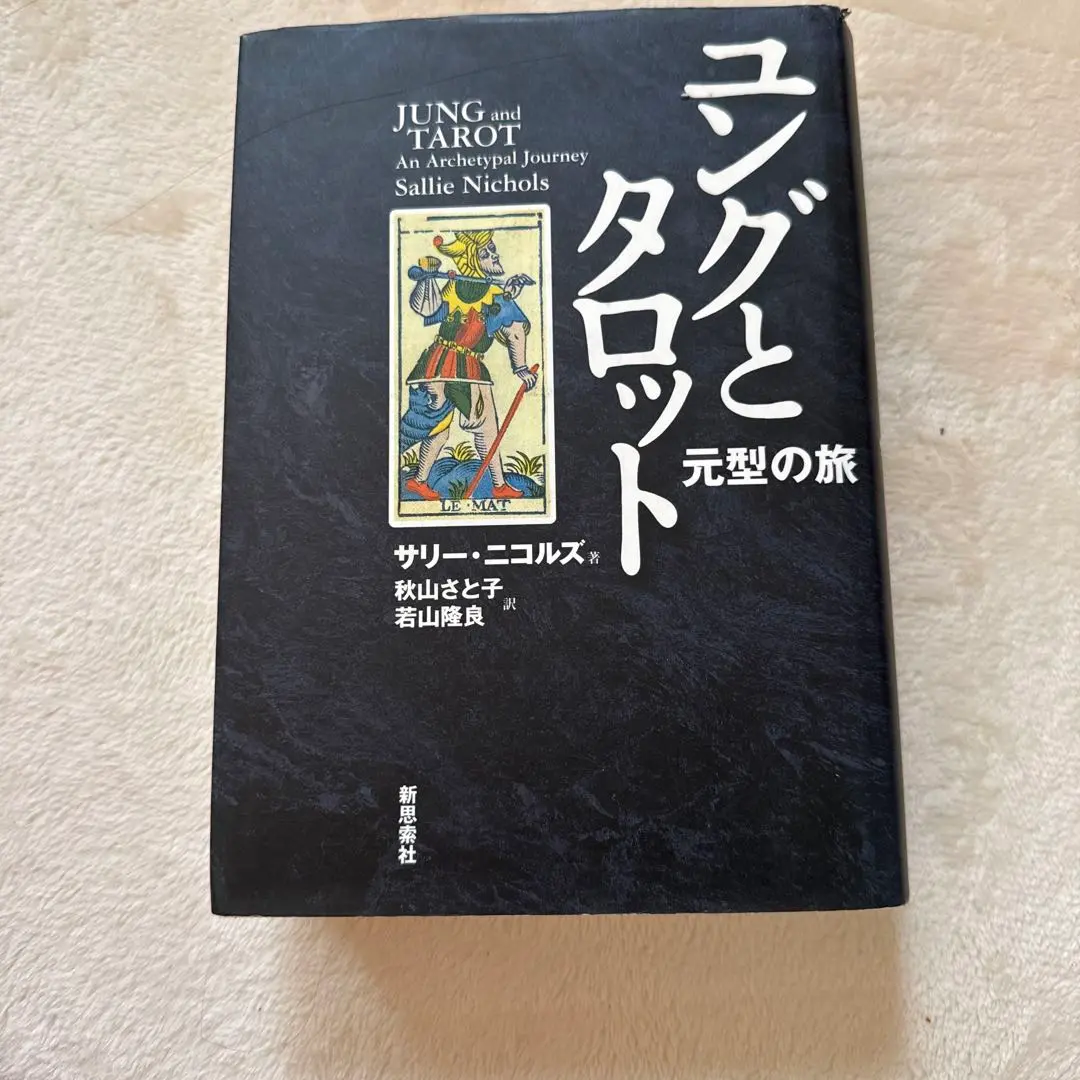 ユングと
タロット
元型の旅
JUNG and
TAROT
An Archetypal Journey
Sallie Nichols
LE·MAT
サリー・ニコルズ 著
秋山さと子
若山隆良 訳
新思索社